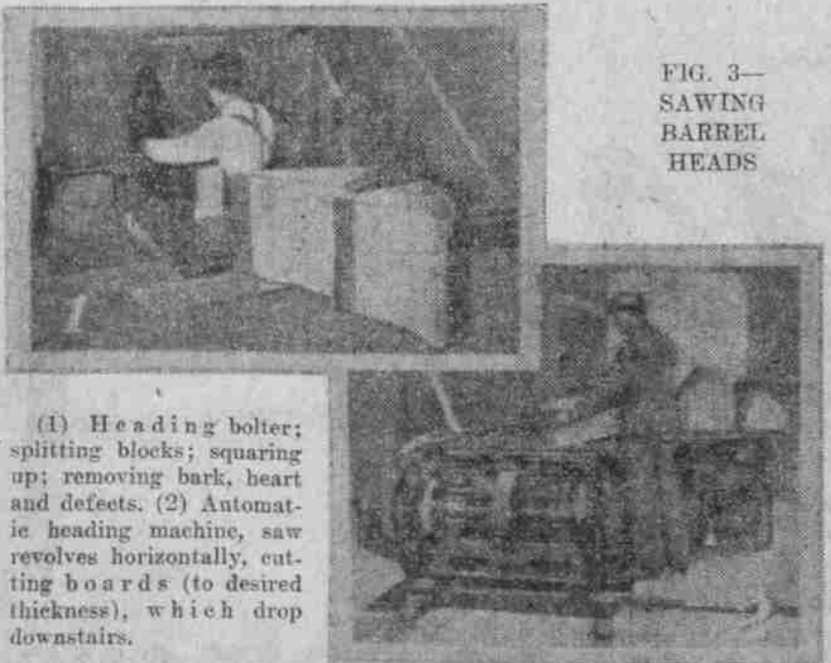 FIG. 3—
SAWING
BARREL
HEADS
1
(1) Heading bolter;
splitting blocks; squaring
up; removing bark, heart
and defects. (2) Automat-
ic heading machine, saw
revolves horizontally, cut-
ting boards (to desired
thickness), which drop
downstairs.